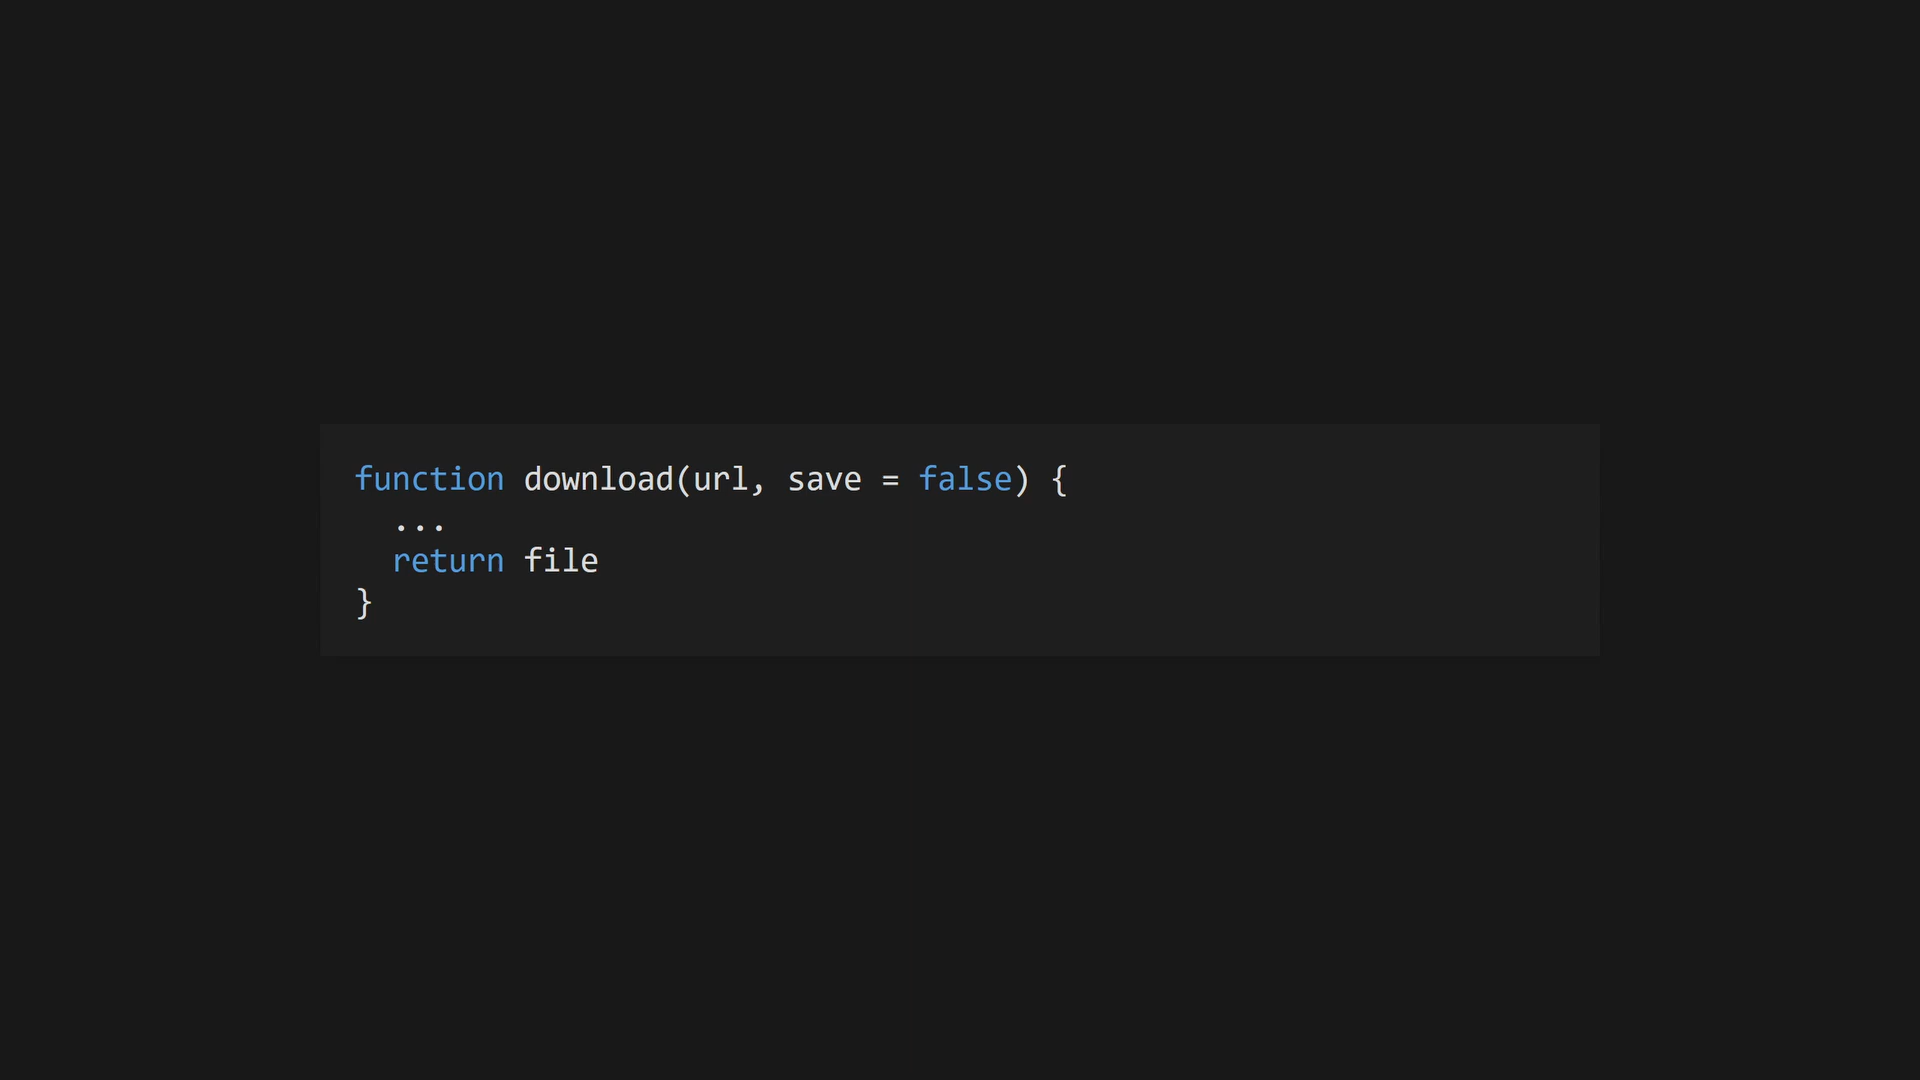 function download(url, save = false) {
  ...
  return file
}